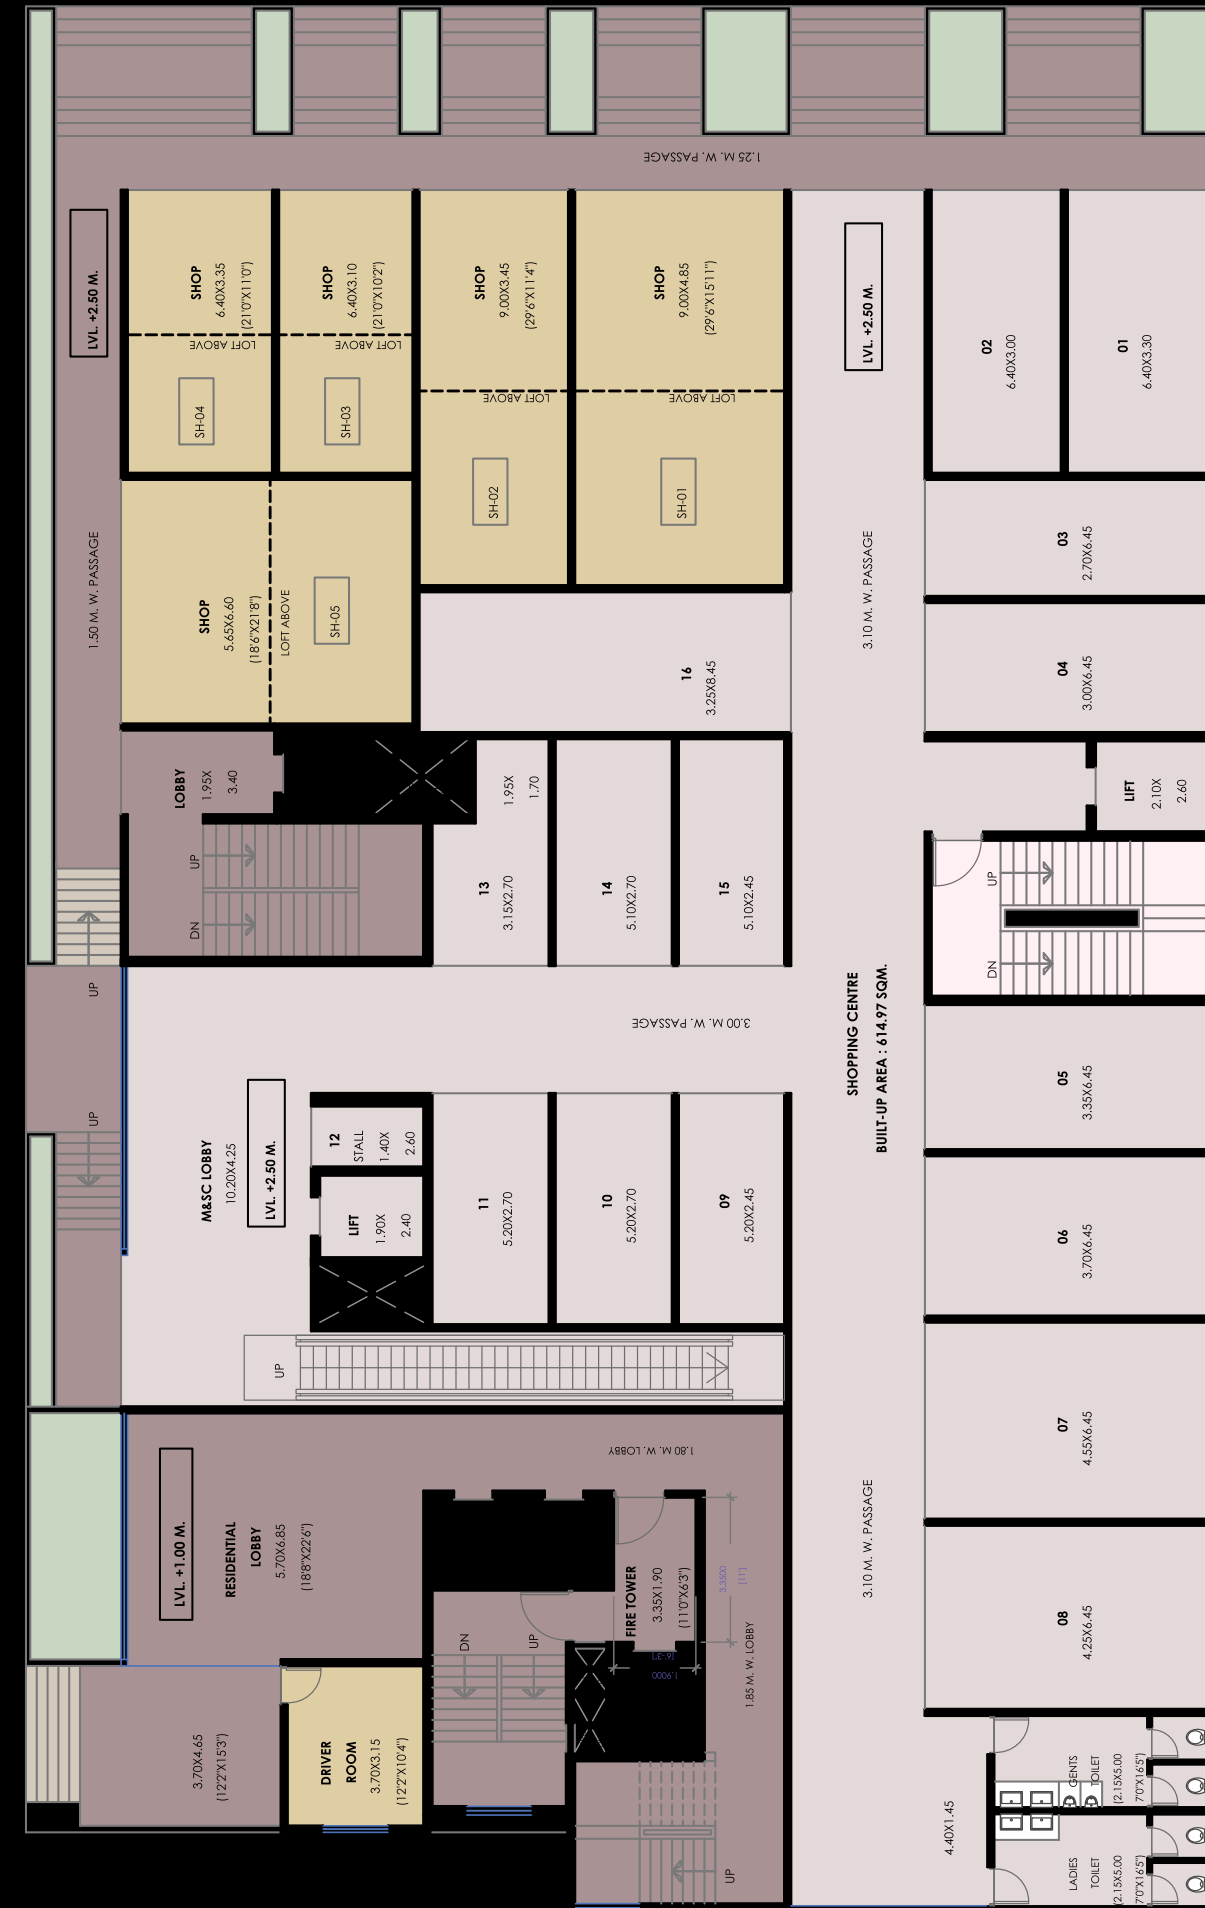 1.25 M. W. PASSAGE
LVL. +2.50 M.
SHOP
6.40X3.35
(21'0"X11'0")
LOFT ABOVE
SH-04
SHOP
6.40X3.10
(21'0"X10'2")
LOFT ABOVE
SH-03
SHOP
9.00X3.45
(29'6"X11'4")
LOFT ABOVE
SH-02
SHOP
9.00X4.85
(29'6"X15'11")
LOFT ABOVE
SH-01
LVL. +2.50 M.
02
6.40X3.00
01
6.40X3.30
1.50 M. W. PASSAGE
SHOP
5.65X6.60
(18'6"X21'8")
LOFT ABOVE
SH-05
3.10 M. W. PASSAGE
03
2.70X6.45
16
3.25X8.45
04
3.00X6.45
LOBBY
1.95X
3.40
1.95X
1.70
LIFT
2.10X
2.60
UP
DN
13
3.15X2.70
14
5.10X2.70
15
5.10X2.45
UP
DN
UP
3.00 M. W. PASSAGE
SHOPPING CENTRE
BUILT-UP AREA : 614.97 SQM.
05
3.35X6.45
UP
M&SC LOBBY
10.20X4.25
LVL. +2.50 M.
12
STALL
1.40X
2.60
LIFT
1.90X
2.40
11
5.20X2.70
10
5.20X2.70
09
5.20X2.45
06
3.70X6.45
UP
07
4.55X6.45
1.80 M. W. LOBBY
LVL. +1.00 M.
RESIDENTIAL
LOBBY
5.70X6.85
(18'8"X22'6")
3.10 M. W. PASSAGE
FIRE TOWER
3.35X1.90
(11'0"X6'3")
3.3500
[11']
1.9000
[6'-3"]
DN
UP
1.85 M. W. LOBBY
08
4.25X6.45
3.70X4.65
(12'2"X15'3")
DRIVER
ROOM
3.70X3.15
(12'2"X10'4")
UP
4.40X1.45
GENTS
TOILET
(2.15X5.00
7'0"X16'5")
LADIES
TOILET
(2.15X5.00
7'0"X16'5")